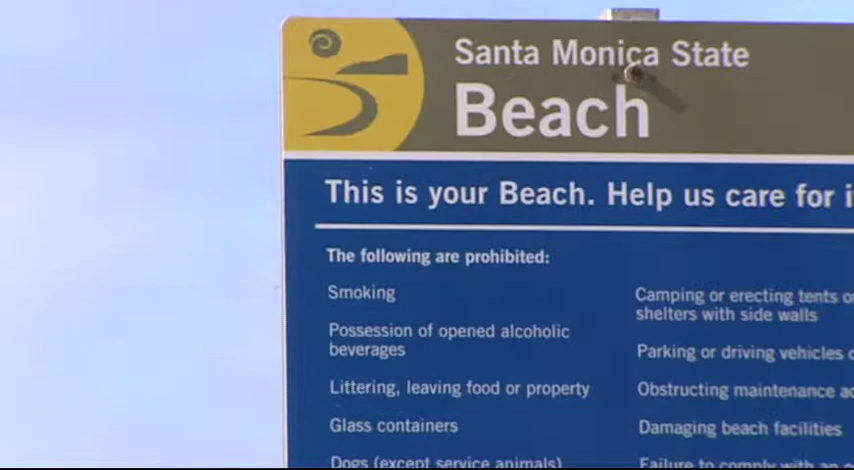 Santa Monica State
Beach
This is your Beach. Help us care for
The following are prohibited:
Smoking
Possession of opened alcoholic
beverages
Littering, leaving food or property
Glass containers
Dogs (except service animals)
Camping or erecting tents
shelters with side walls
Parking or driving vehicles
Obstructing maintenance
Damaging beach facilities
Failure to comply with an